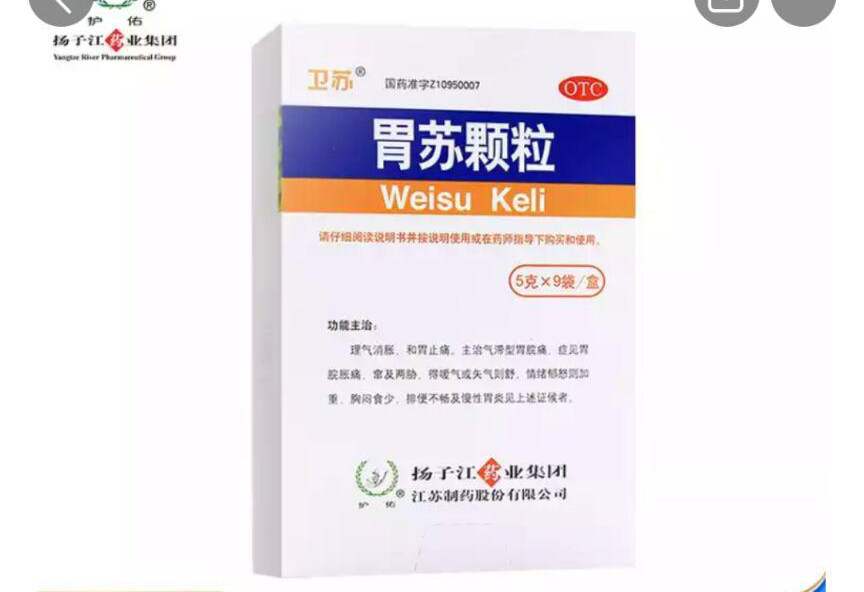 护佑
®
扬子江药业集团
Yangtze River Pharmaceutical Group
卫苏®
国药准字Z10950007
OTC
胃苏颗粒
Weisu Keli
请仔细阅读说明书并按说明使用或在药师指导下购买和使用。
5克×9袋/盒
功能主治：
理气消胀、和胃止痛。主治气滞型胃脘痛，症见胃
脘胀痛，窜及两胁，得嗳气或矢气则舒，情绪郁怒则加
重，胸闷食少，排便不畅及慢性胃炎见上述证候者。
扬子江药业集团
江苏制药股份有限公司
护佑®